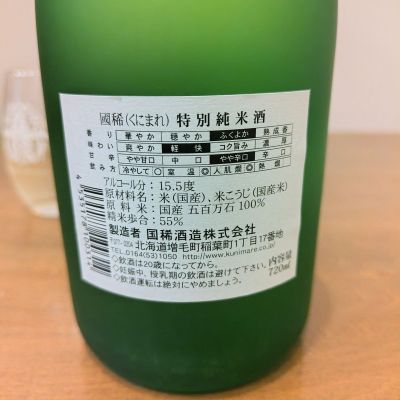 國稀(くにまれ) 特別純米酒
香り 華やか 穏やか ふくよか 熟成香
味わい 爽やか 軽快 コク旨み 濃厚
甘辛 やや甘口 中口 やや辛口 辛口
飲み方 冷やして○ 室温◎ 人肌燗◎ 熱燗
アルコール分:15.5度
原材料名:米(国産)、米こうじ(国産米)
原料米:国産 五百万石 100%
精米歩合:55%
製造者 国稀酒造株式会社
北海道増毛町稲葉町1丁目17番地
TEL(0164)53)1050 http://www.kunimare.co.jp
◇飲酒は20歳になってから。
◇妊娠中、授乳期の飲酒は避けて下さい。
◇飲酒運転は絶対にやめましょう。
内容量
720ml